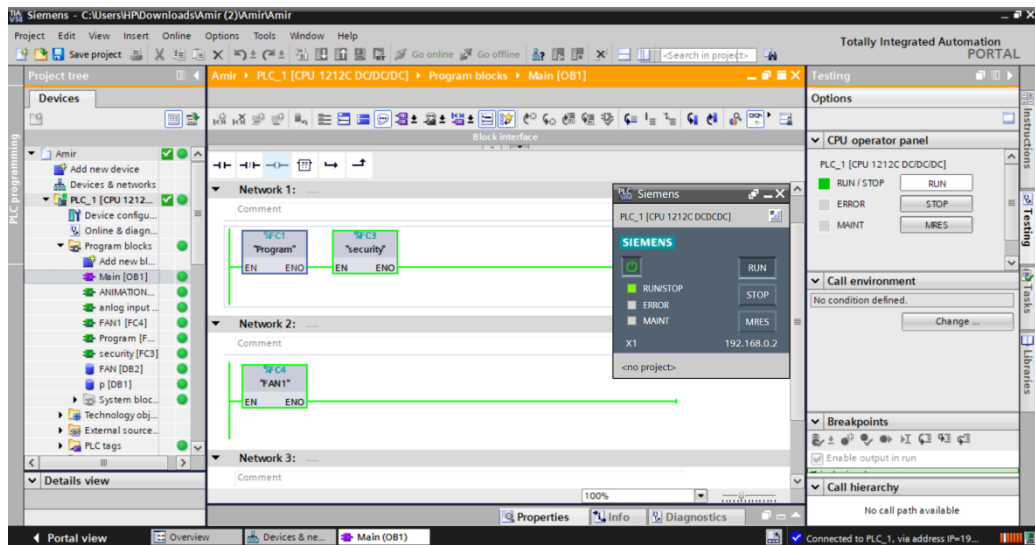 Siemens - C:\Users\HP\Downloads\Amir (2)\Amir\Amir
Project Edit View Insert Online Options Tools Window Help
Totally Integrated Automation
PORTAL
Save project
Go online
Go offline
<Search in project>
Project tree
Amir PLC_1 [CPU 1212C DC/DC/DC] Program blocks Main [OB1]
Testing
Devices
Options
Block interface
CPU operator panel
PLC_1 [CPU 1212C DC/DC/DC]
RUN / STOP RUN
ERROR STOP
MAINT MRES
Call environment
No condition defined.
Change ...
Breakpoints
Enable output in run
Call hierarchy
No call path available
PLC programming
Amir
Add new device
Devices & networks
PLC_1 [CPU 1212...
Device configu...
Online & diagn...
Program blocks
Add new bl...
Main [OB1]
ANIMATION...
anlog input ...
FAN1 [FC4]
Program [F...
security [FC3]
FAN [DB2]
p [DB1]
System bloc...
Technology obj...
External source...
PLC tags
Details view
Network 1: .....
Comment
%FC1
"Program"
EN ENO
%FC3
"security"
EN ENO
Network 2: .....
Comment
%FC4
"FAN1"
EN ENO
Network 3: .....
Comment
100%
Siemens
PLC_1 [CPU 1212C DCDCDC]
SIEMENS
RUN
RUN/STOP
STOP
ERROR
MAINT
MRES
X1 192.168.0.2
<no project>
Instructions
Testing
Tasks
Libraries
Properties Info Diagnostics
Portal view Overview Devices & ne... Main (OB1)
Connected to PLC_1, via address IP=19...